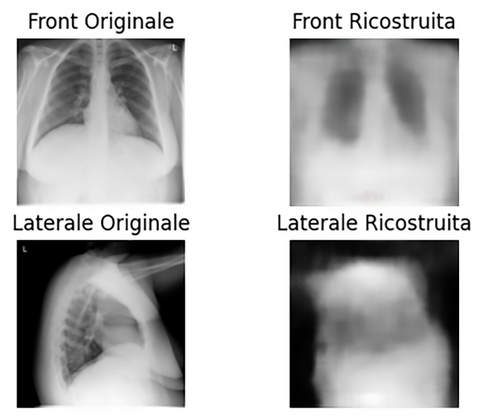 Front Originale
Front Ricostruita
L
Laterale Originale
Laterale Ricostruita
L